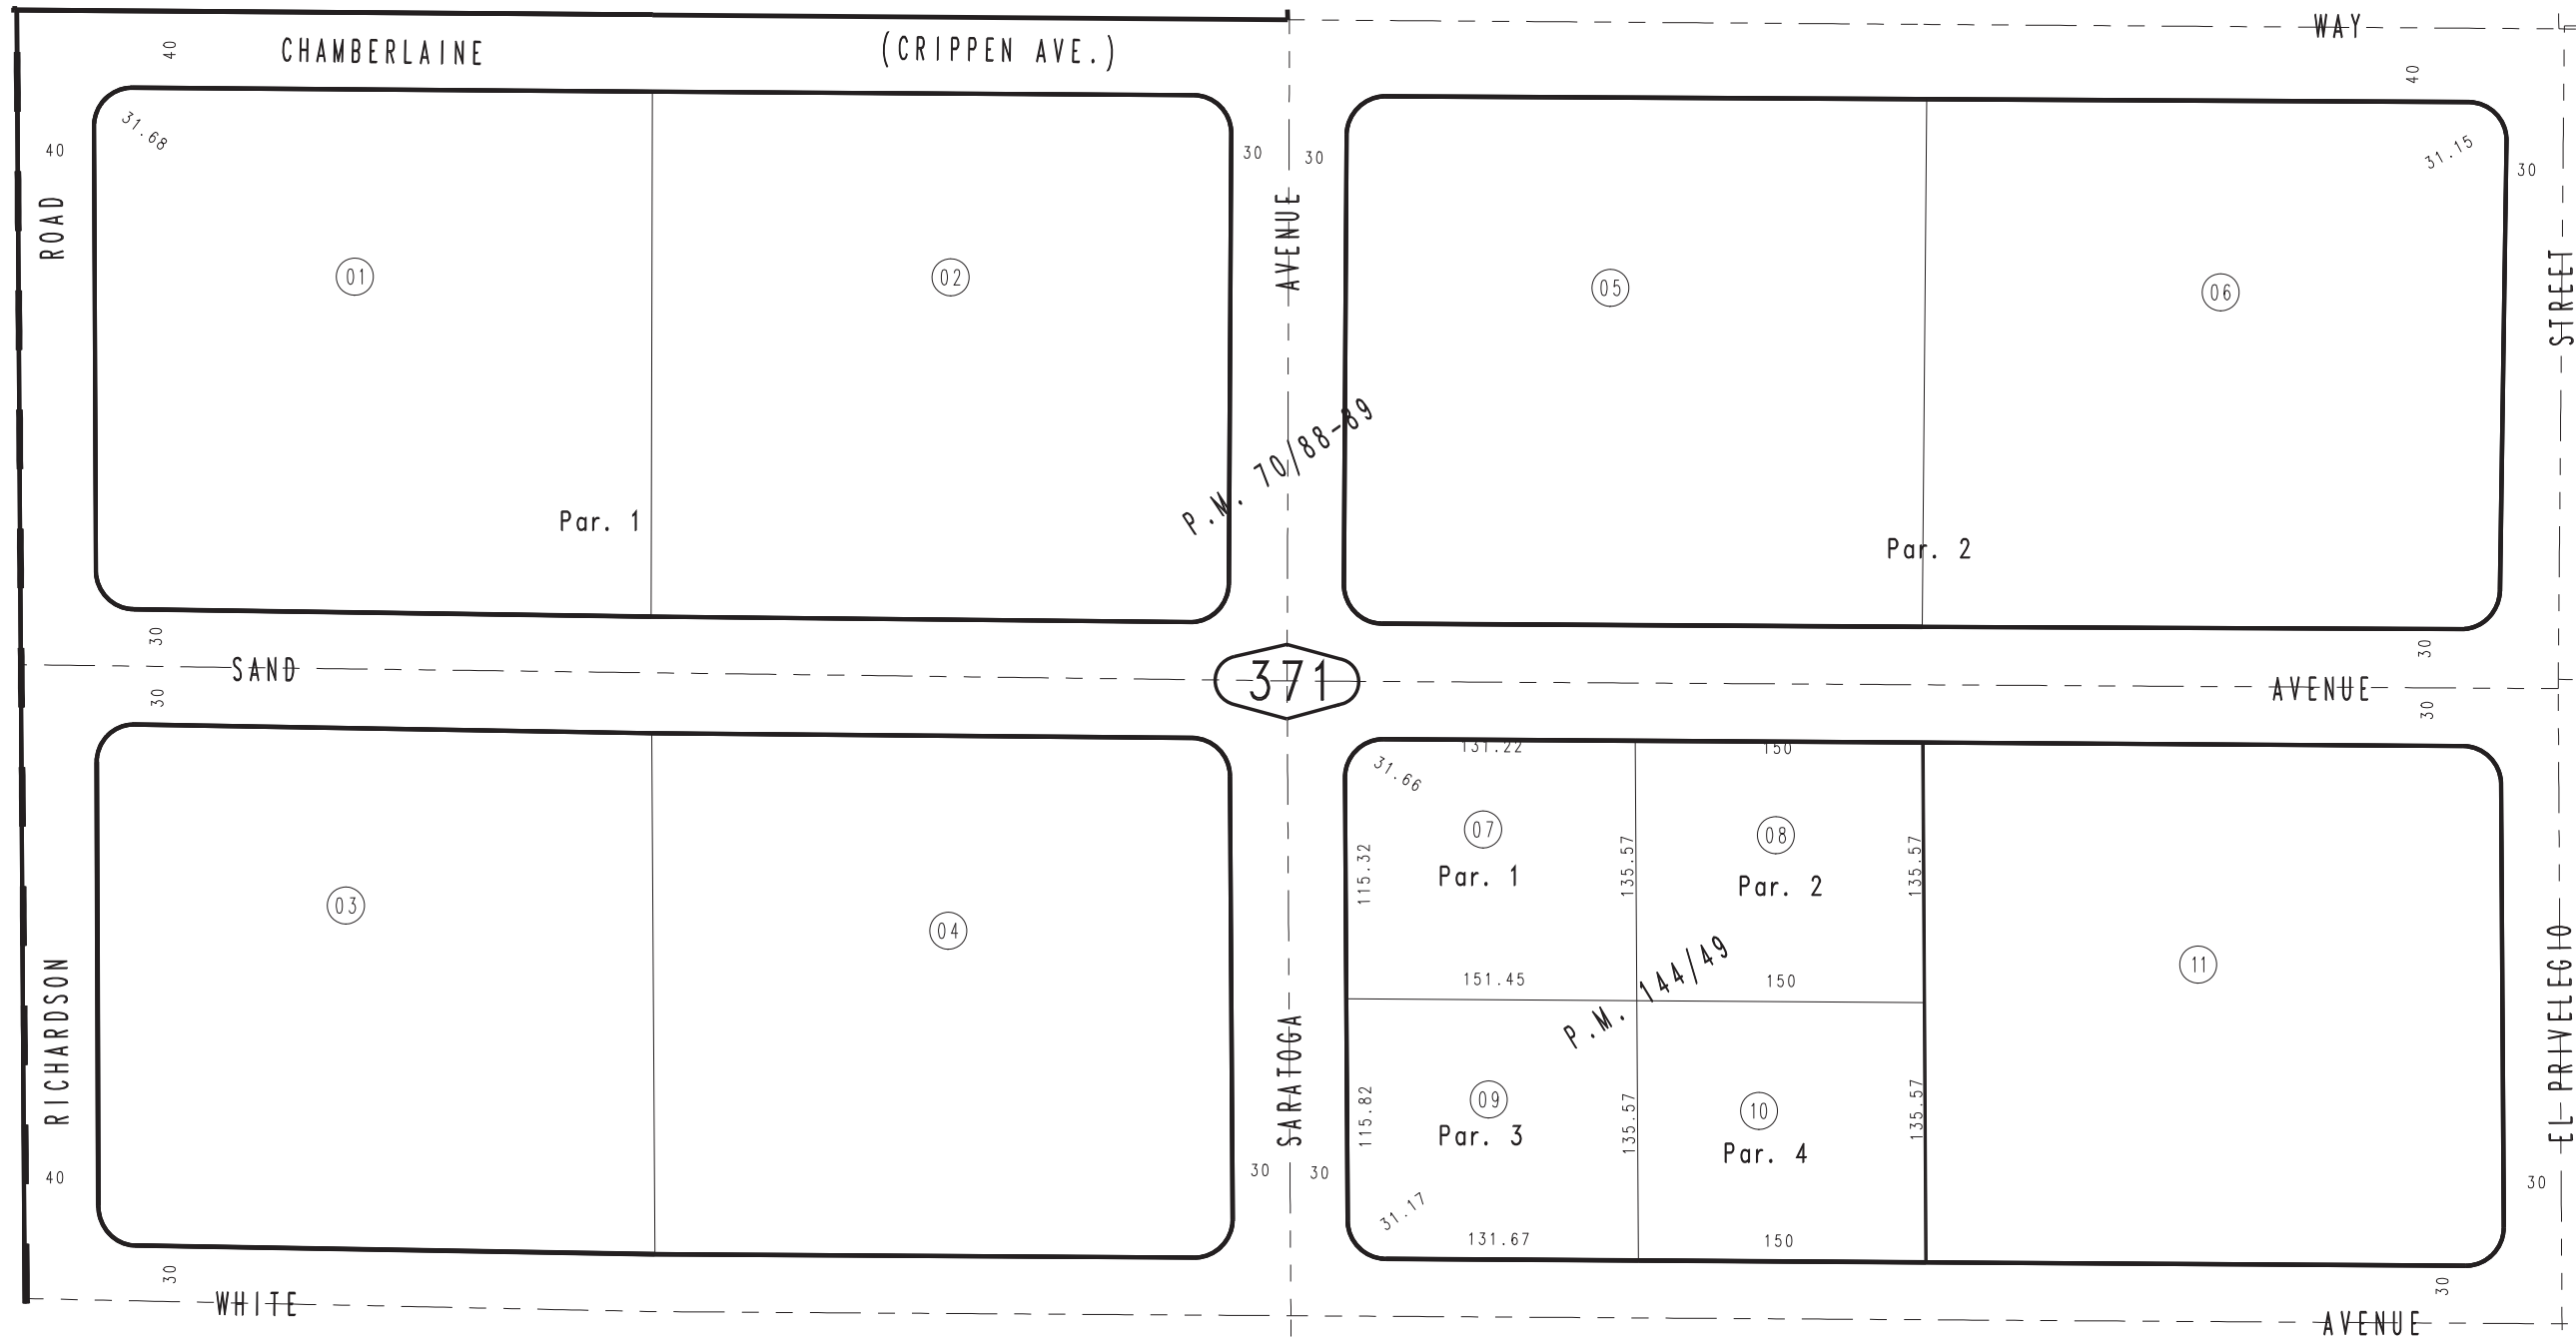 CHAMBERLAINE (CRIPPEN AVE.) WAY
40
40
31.68
31.15
40
30
30
30
ROAD
AVENUE
STREET
01
02
05
06
P.M. 70/88-89
Par. 1
Par. 2
30
30
SAND
371
AVENUE
30
30
131.22
150
31.66
07
08
115.32
135.57
135.57
Par. 1
Par. 2
03
04
11
151.45
150
P.M. 144/49
RICHARDSON
SARATOGA
EL PRIVELEGIO
09
10
115.82
135.57
135.57
Par. 3
Par. 4
40
30
30
30
31.17
131.67
150
30
30
WHITE
AVENUE